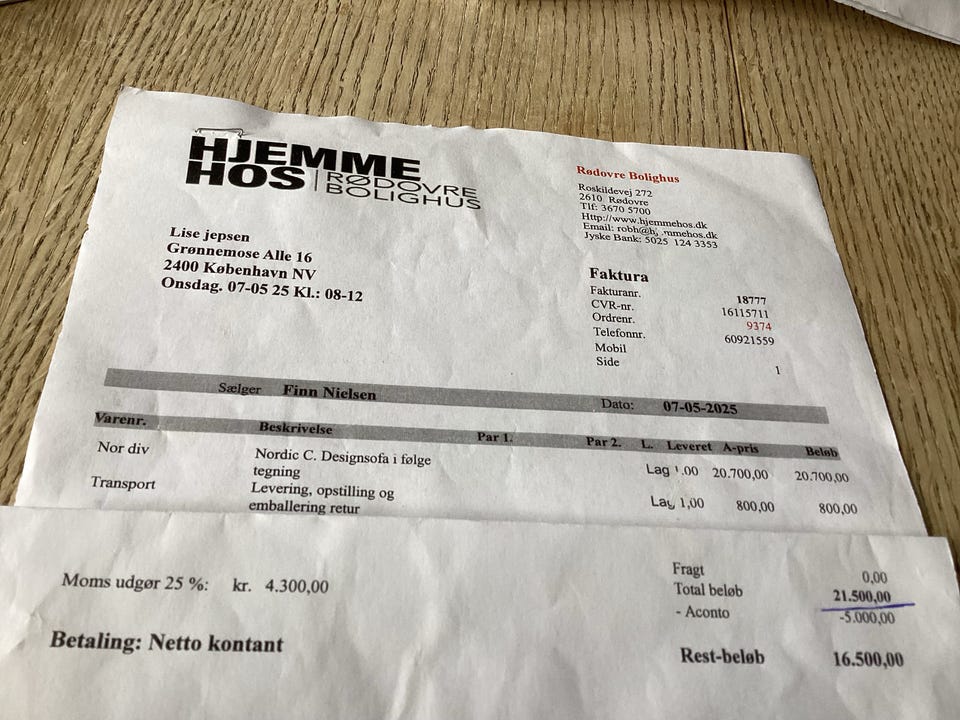 HJEMME
HOS | RØDOVRE
BOLIGHUS
Rødovre Bolighus
Roskildevej 272
2610 Rødovre
Tlf: 3670 5700
Http://www.hjemmehos.dk
Email:
Jyske Bank: 5025 124 3353
Lise jepsen
Grønnemose Alle 16
2400 København NV
Onsdag. 07-05 25 Kl.: 08-12
Faktura
Fakturanr. 18777
CVR-nr. 16115711
Ordrenr. 9374
Telefonnr. 60921559
Mobil
Side 1
Sælger Finn Nielsen Dato: 07-05-2025
Varenr. Beskrivelse Par 1. Par 2. L. Leveret A-pris Beløb
Nor div Nordic C. Designsofa i følge Lag 1.00 20.700,00 20.700,00
tegning
Transport Levering, opstilling og Lag 1,00 800,00 800,00
emballering retur
Moms udgør 25 %: kr. 4.300,00
Fragt 0,00
Total beløb 21.500,00
- Aconto -5.000,00
Betaling: Netto kontant
Rest-beløb 16.500,00